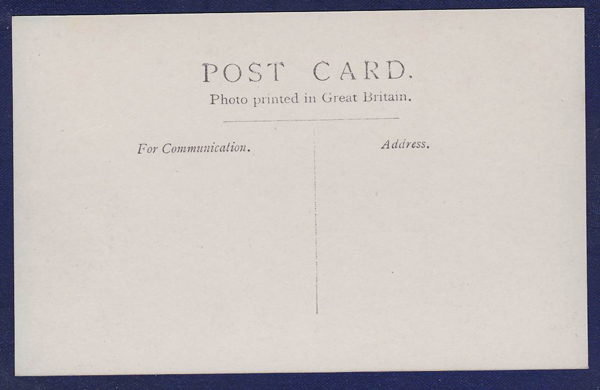 POST CARD.
Photo printed in Great Britain.
For Communication.
Address.